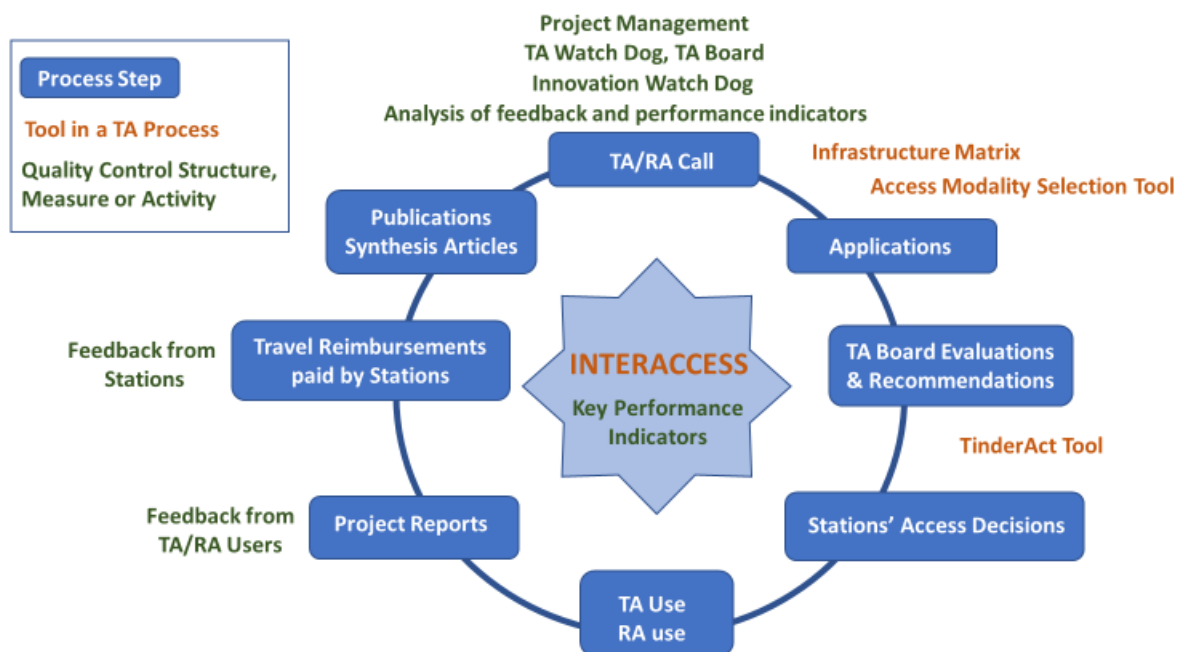 Process Step
Tool in a TA Process
Quality Control Structure,
Measure or Activity
Project Management
TA Watch Dog, TA Board
Innovation Watch Dog
Analysis of feedback and performance indicators
TA/RA Call
Infrastructure Matrix
Access Modality Selection Tool
Applications
TA Board Evaluations
& Recommendations
TinderAct Tool
Stations’ Access Decisions
TA Use
RA use
Project Reports
Feedback from
TA/RA Users
Travel Reimbursements
paid by Stations
Feedback from
Stations
Publications
Synthesis Articles
INTERACCESS
Key Performance
Indicators